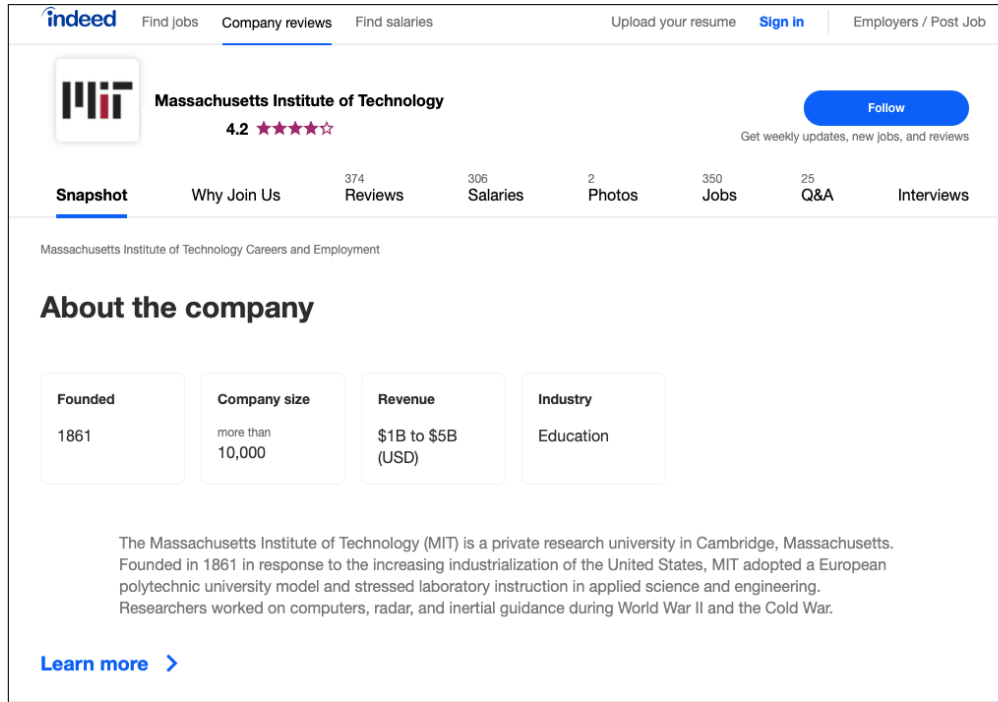 indeed Find jobs Company reviews Find salaries Upload your resume Sign in Employers / Post Job
MIT
Massachusetts Institute of Technology
4.2
Follow
Get weekly updates, new jobs, and reviews
Snapshot
Why Join Us
374
Reviews
306
Salaries
2
Photos
350
Jobs
25
Q&A
Interviews
Massachusetts Institute of Technology Careers and Employment
About the company
Founded
1861
Company size
more than
10,000
Revenue
$1B to $5B
(USD)
Industry
Education
The Massachusetts Institute of Technology (MIT) is a private research university in Cambridge, Massachusetts.
Founded in 1861 in response to the increasing industrialization of the United States, MIT adopted a European
polytechnic university model and stressed laboratory instruction in applied science and engineering.
Researchers worked on computers, radar, and inertial guidance during World War II and the Cold War.
Learn more